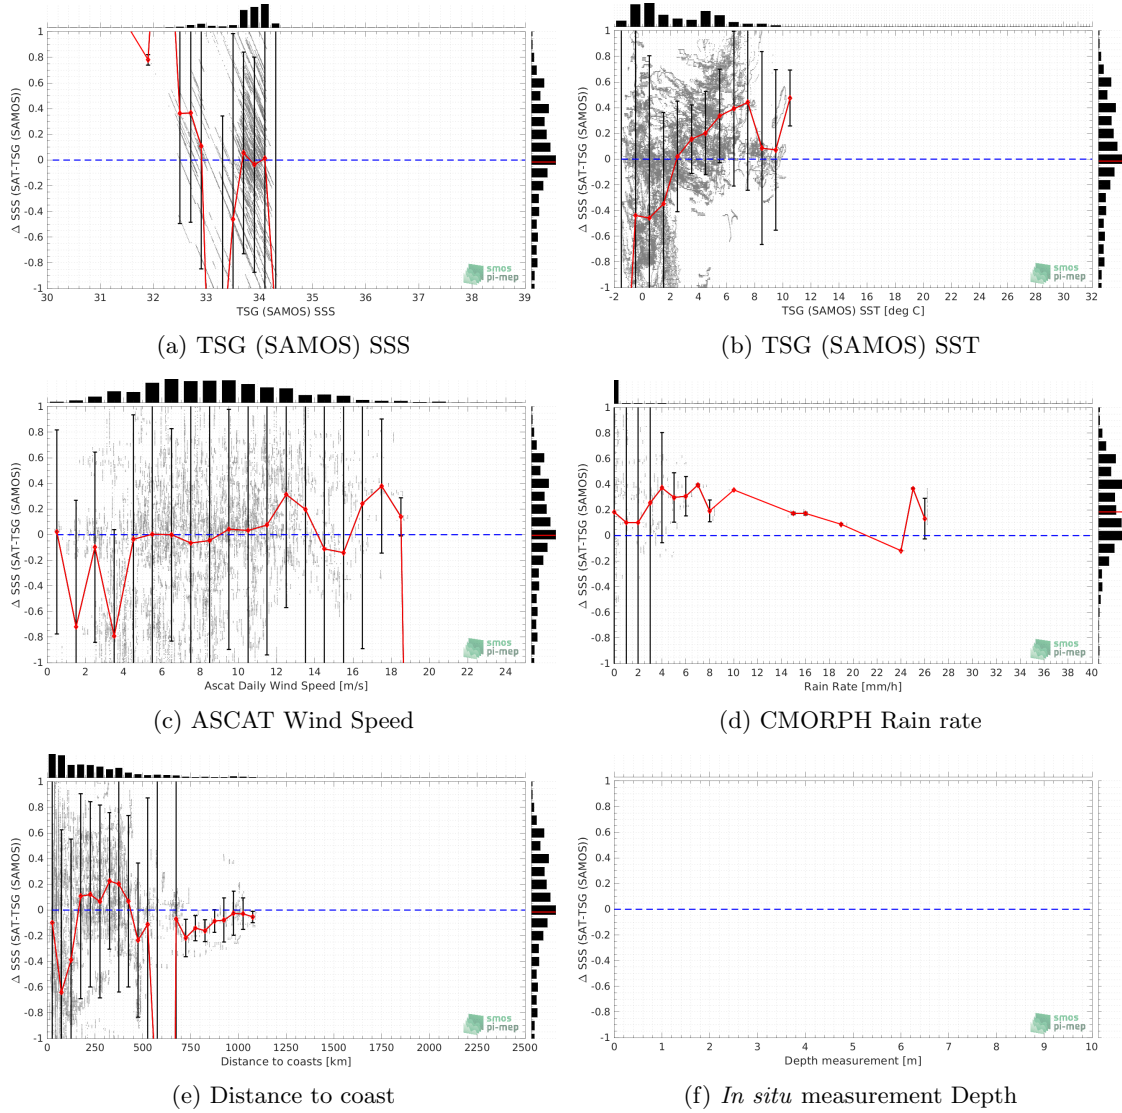 1
0.8
0.6
0.4
0.2
0
-0.2
-0.4
-0.6
-0.8
-1
Δ SSS (SAT-TSG (SAMOS))
30 31 32 33 34 35 36 37 38 39
TSG (SAMOS) SSS
smos
pi-mep
(a) TSG (SAMOS) SSS
1
0.8
0.6
0.4
0.2
0
-0.2
-0.4
-0.6
-0.8
-1
Δ SSS (SAT-TSG (SAMOS))
-2 0 2 4 6 8 10 12 14 16 18 20 22 24 26 28 30 32
TSG (SAMOS) SST [deg C]
smos
pi-mep
(b) TSG (SAMOS) SST
1
0.8
0.6
0.4
0.2
0
-0.2
-0.4
-0.6
-0.8
-1
Δ SSS (SAT-TSG (SAMOS))
0 2 4 6 8 10 12 14 16 18 20 22 24
Ascat Daily Wind Speed [m/s]
smos
pi-mep
(c) ASCAT Wind Speed
1
0.8
0.6
0.4
0.2
0
-0.2
-0.4
-0.6
-0.8
-1
Δ SSS (SAT-TSG (SAMOS))
0 2 4 6 8 10 12 14 16 18 20 22 24 26 28 30 32 34 36 38 40
Rain Rate [mm/h]
smos
pi-mep
(d) CMORPH Rain rate
1
0.8
0.6
0.4
0.2
0
-0.2
-0.4
-0.6
-0.8
-1
Δ SSS (SAT-TSG (SAMOS))
0 250 500 750 1000 1250 1500 1750 2000 2250 2500
Distance to coasts [km]
smos
pi-mep
(e) Distance to coast
1
0.8
0.6
0.4
0.2
0
-0.2
-0.4
-0.6
-0.8
-1
Δ SSS (SAT-TSG (SAMOS))
0 1 2 3 4 5 6 7 8 9 10
Depth measurement [m]
smos
pi-mep
(f) In situ measurement Depth